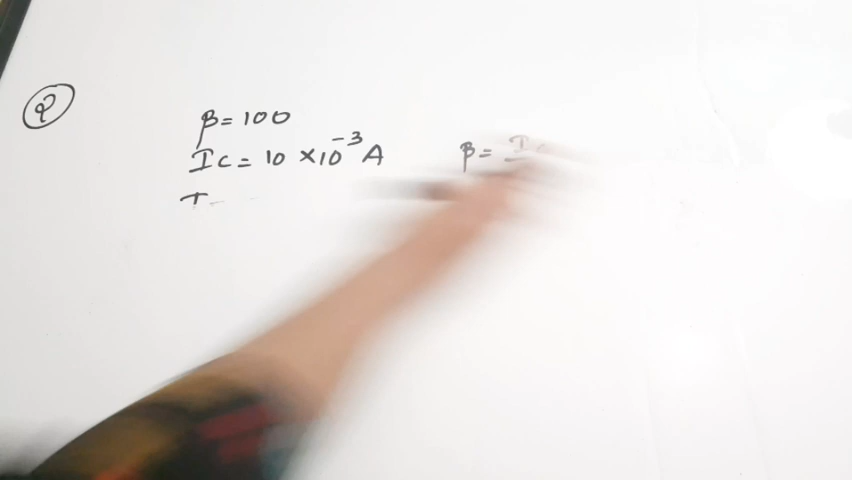 Q
β = 100
Ic = 10 × 10⁻³ A
β = I
I